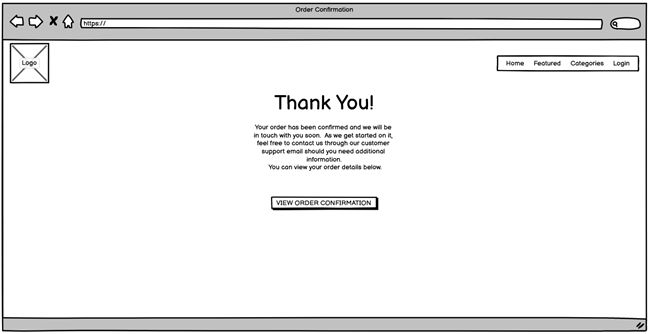 Order Confirmation
https://
Logo
Home Featured Categories Login
Thank You!
Your order has been confirmed and we will be
in touch with you soon. As we get started on it,
feel free to contact us through our customer
support email should you need additional
information.
You can view your order details below.
VIEW ORDER CONFIRMATION